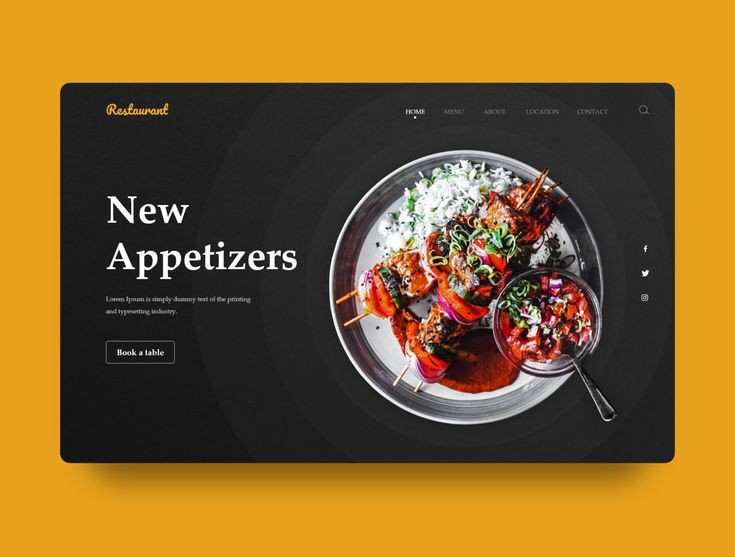 Restaurant
HOME MENU ABOUT LOCATION CONTACT
New
Appetizers
Lorem Ipsum is simply dummy text of the printing
and typesetting industry.
Book a table